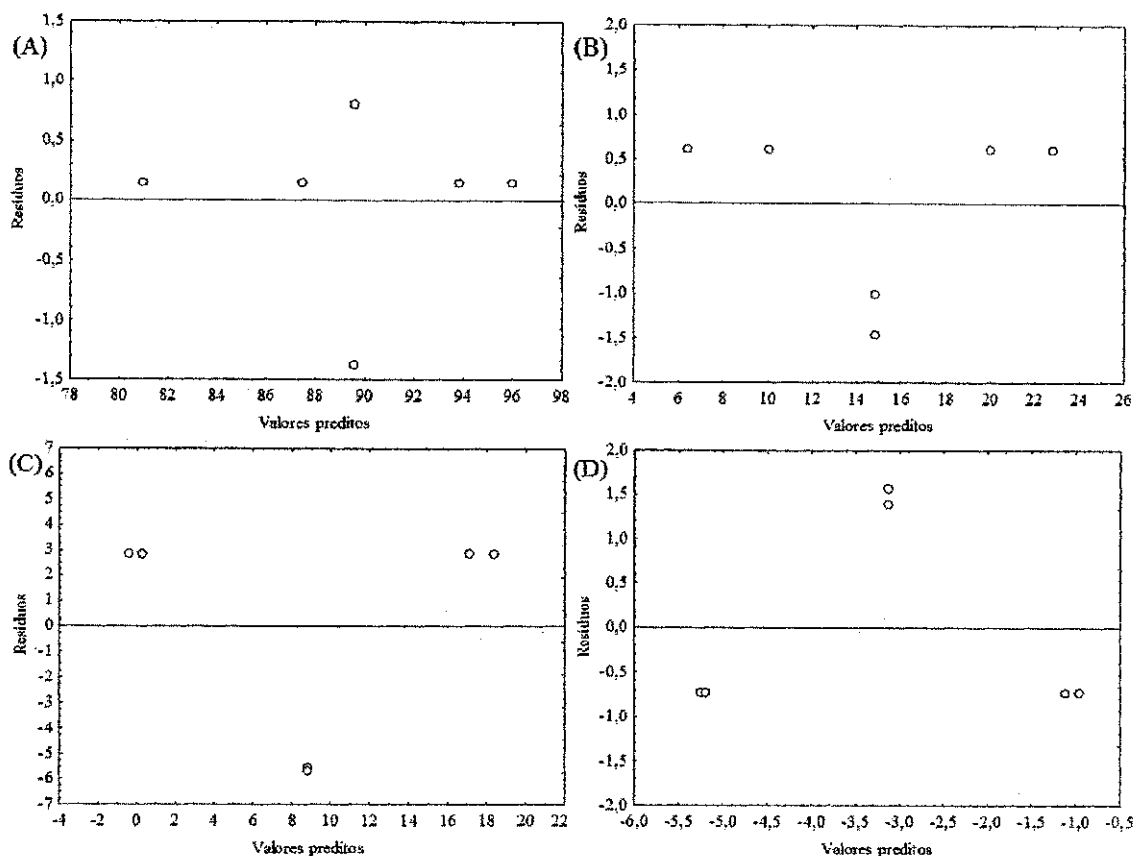 (A)
1,5
1,0
0,5
0,0
-0,5
-1,0
-1,5
Resíduos
78 80 82 84 86 88 90 92 94 96 98
Valores preditos
(B)
2,0
1,5
1,0
0,5
0,0
-0,5
-1,0
-1,5
-2,0
Resíduos
4 6 8 10 12 14 16 18 20 22 24 26
Valores preditos
(C)
7
6
5
4
3
2
1
0
-1
-2
-3
-4
-5
-6
-7
Resíduos
-4 -2 0 2 4 6 8 10 12 14 16 18 20 22
Valores preditos
(D)
2,0
1,5
1,0
0,5
0,0
-0,5
-1,0
-1,5
-2,0
Resíduos
-6,0 -5,5 -5,0 -4,5 -4,0 -3,5 -3,0 -2,5 -2,0 -1,5 -1,0 -0,5
Valores preditos